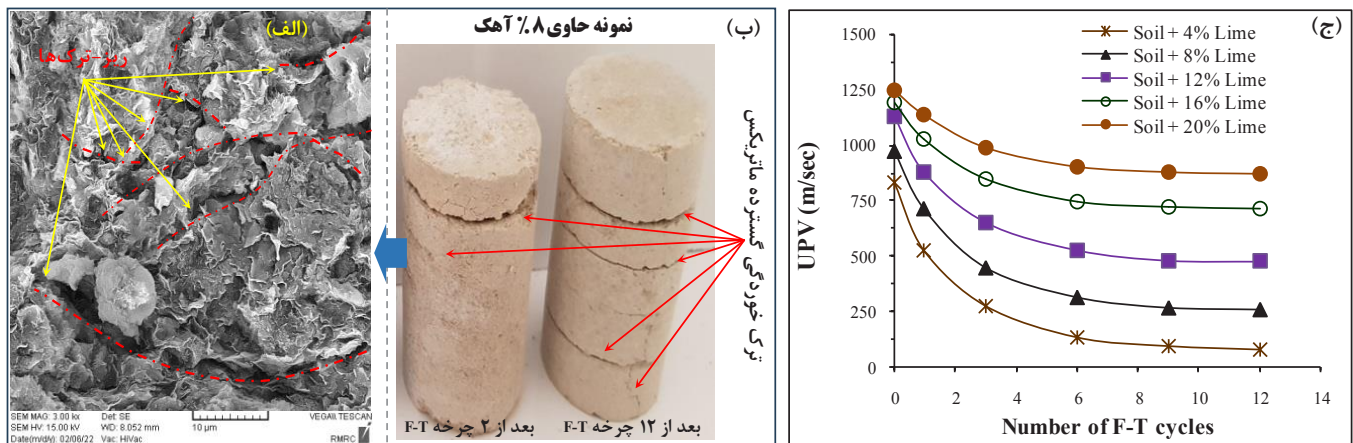 (الف)
ریز-ترک‌ها
SEM MAG: 3.00 kx Det: SE
SEM HV: 15.00 kV WD: 8.052 mm
Date(m/d/y): 02/06/22 Vac: HiVac
10 µm
VEGA\\ TESCAN
RMRC
(ب)
نمونه حاوی ۸٪ آهک
ترک خوردگی گسترده ماتریکس
بعد از ۲ چرخه F-T
بعد از ۱۲ چرخه F-T
(ج)
Soil + 4% Lime
Soil + 8% Lime
Soil + 12% Lime
Soil + 16% Lime
Soil + 20% Lime
UPV (m/sec)
1500
1250
1000
750
500
250
0
0 2 4 6 8 10 12 14
Number of F-T cycles